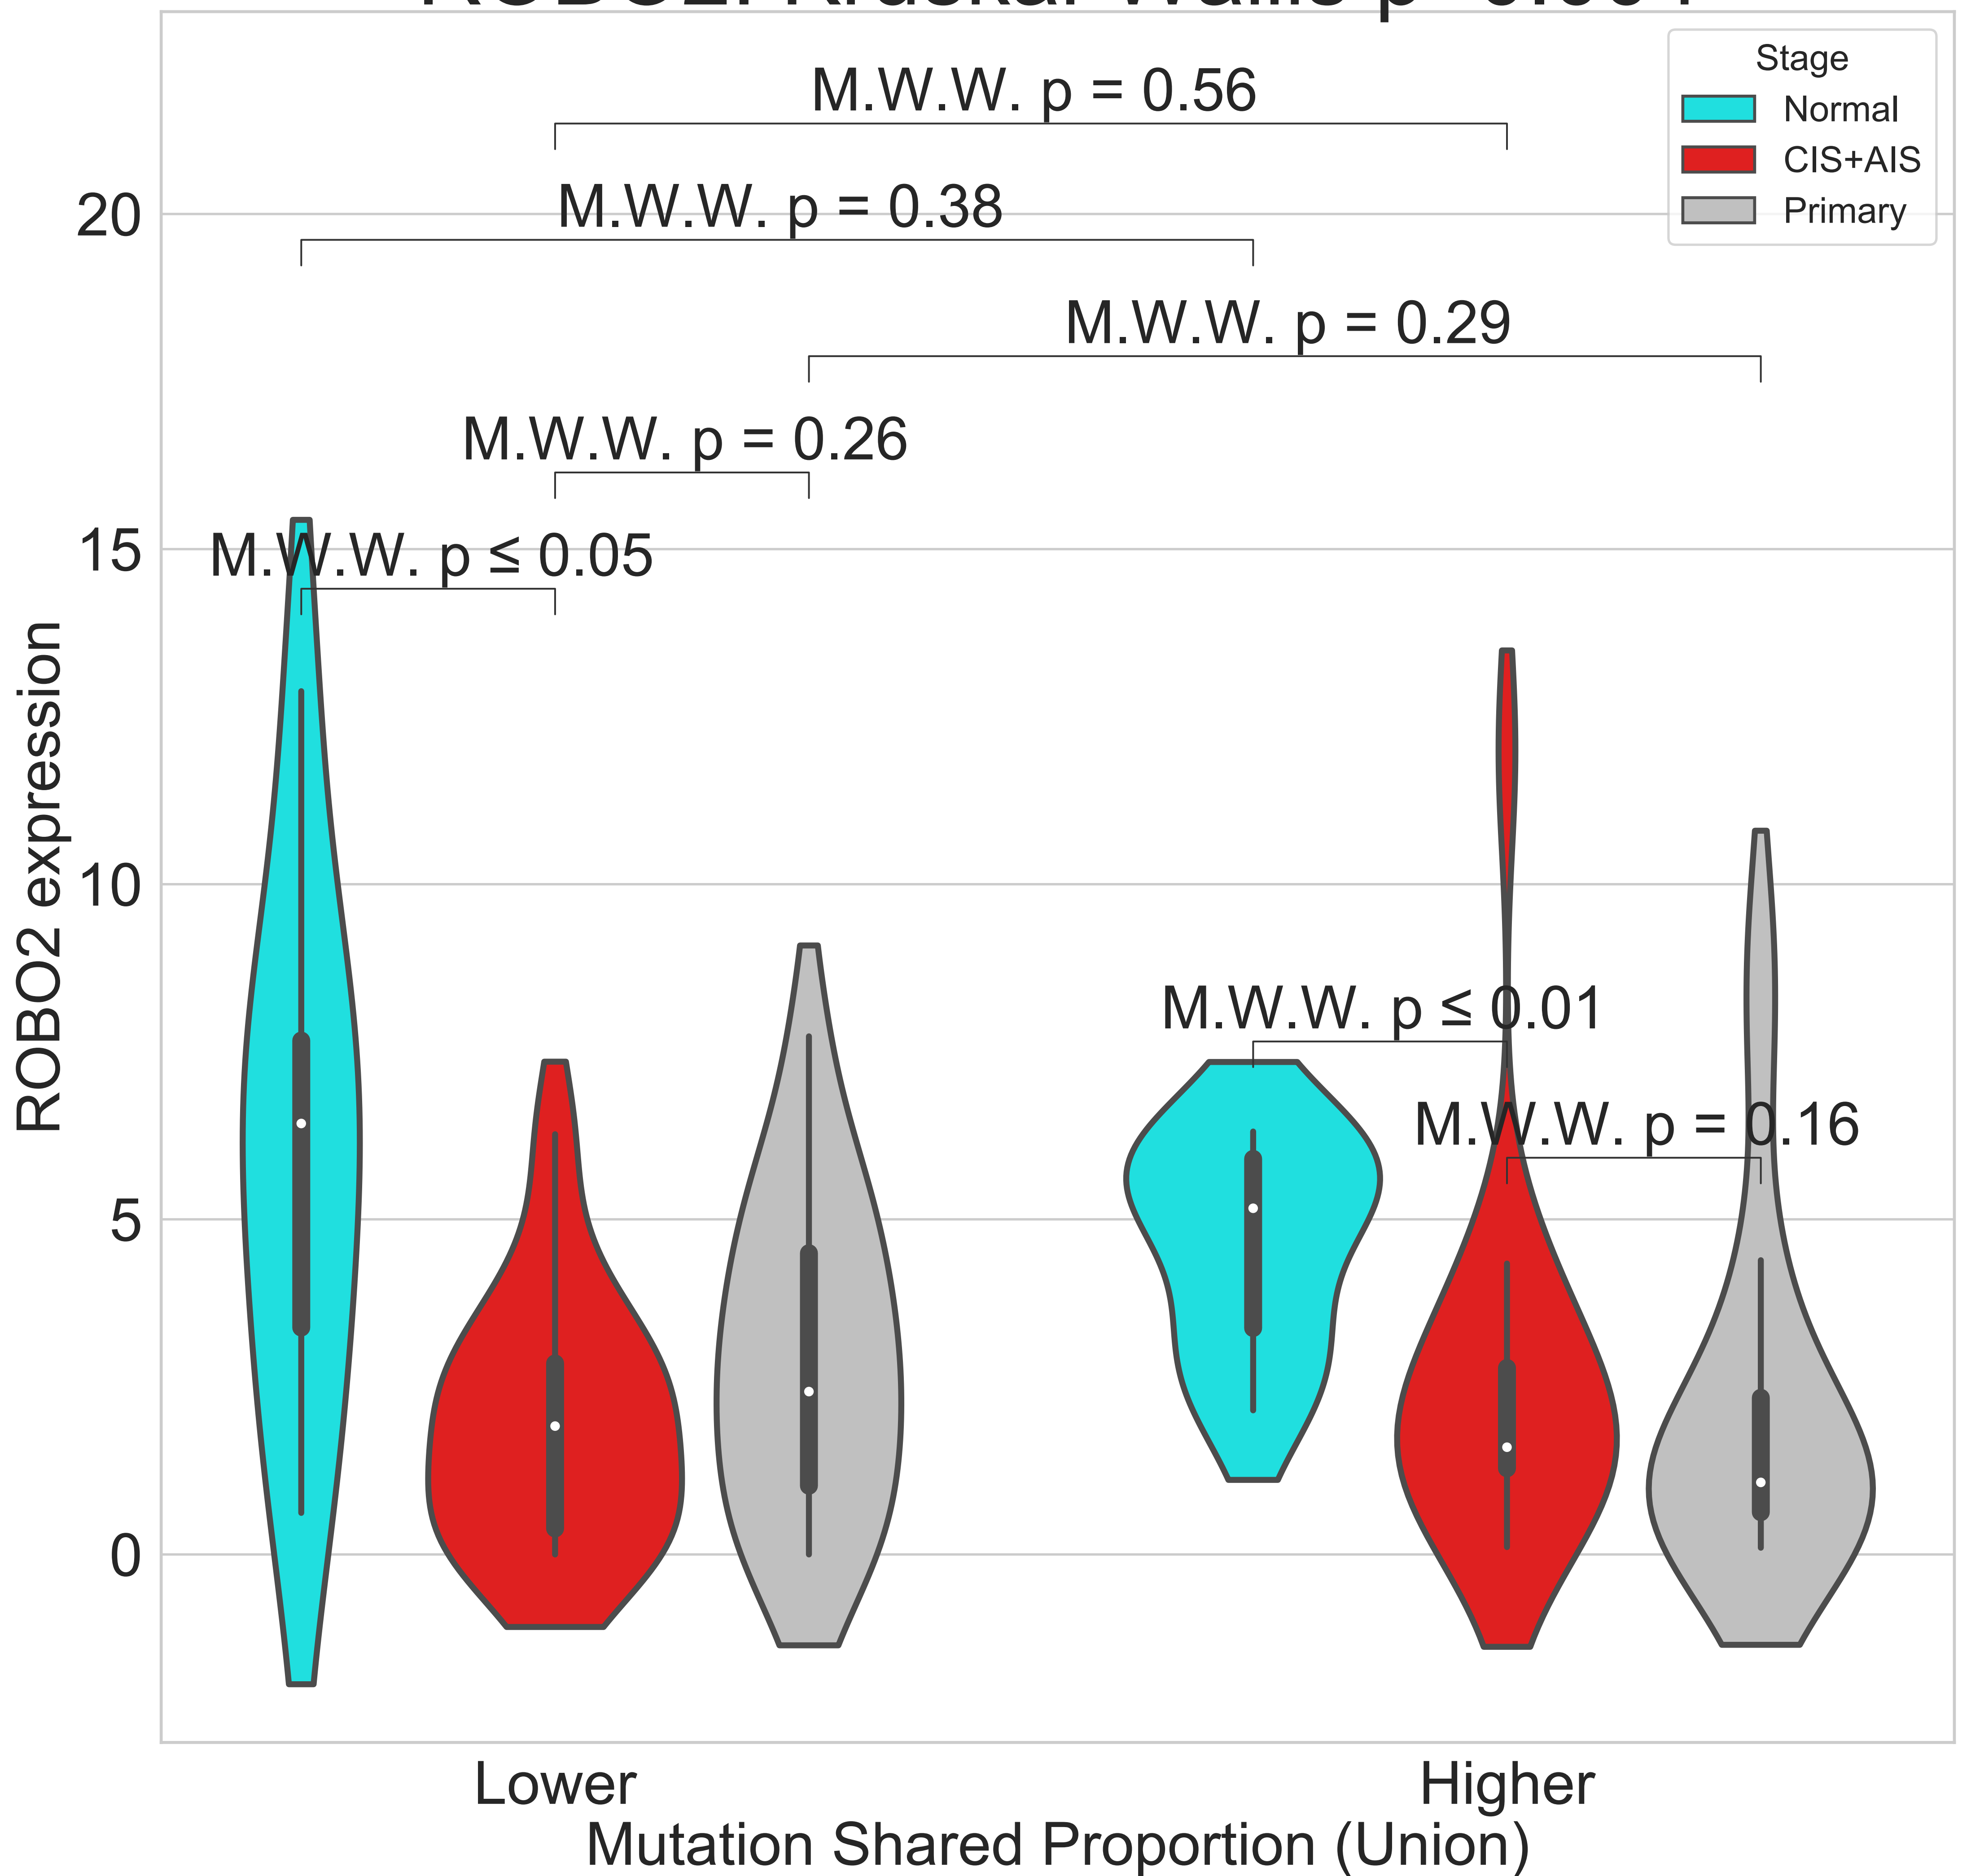 Stage
Normal
CIS+AIS
Primary
M.W.W. p = 0.56
M.W.W. p = 0.38
M.W.W. p = 0.29
M.W.W. p = 0.26
M.W.W. p ≤ 0.05
M.W.W. p ≤ 0.01
M.W.W. p = 0.16
20
15
10
5
0
ROBO2 expression
Lower
Higher
Mutation Shared Proportion (Union)